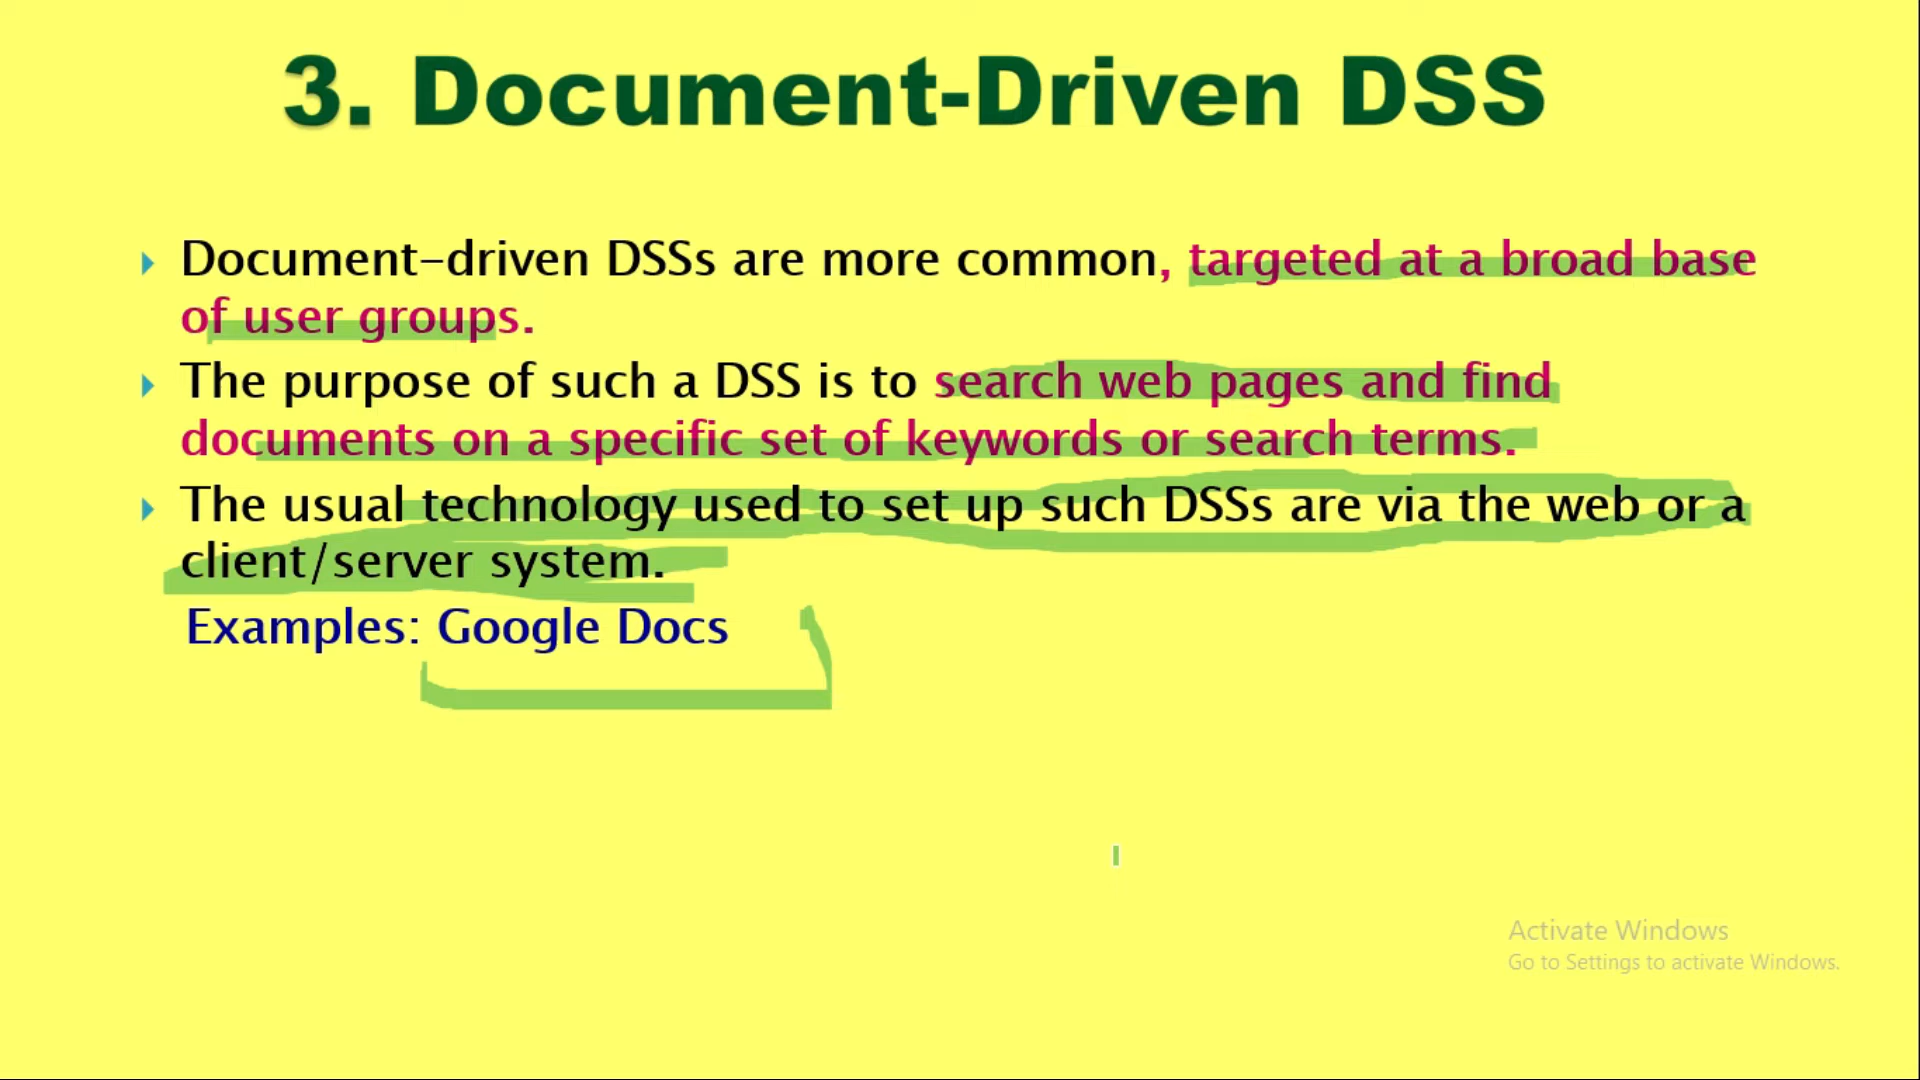 3. Document-Driven DSS
Document-driven DSSs are more common, targeted at a broad base
of user groups.
The purpose of such a DSS is to search web pages and find
documents on a specific set of keywords or search terms.
The usual technology used to set up such DSSs are via the web or a
client/server system.
Examples: Google Docs
Activate Windows
Go to Settings to activate Windows.